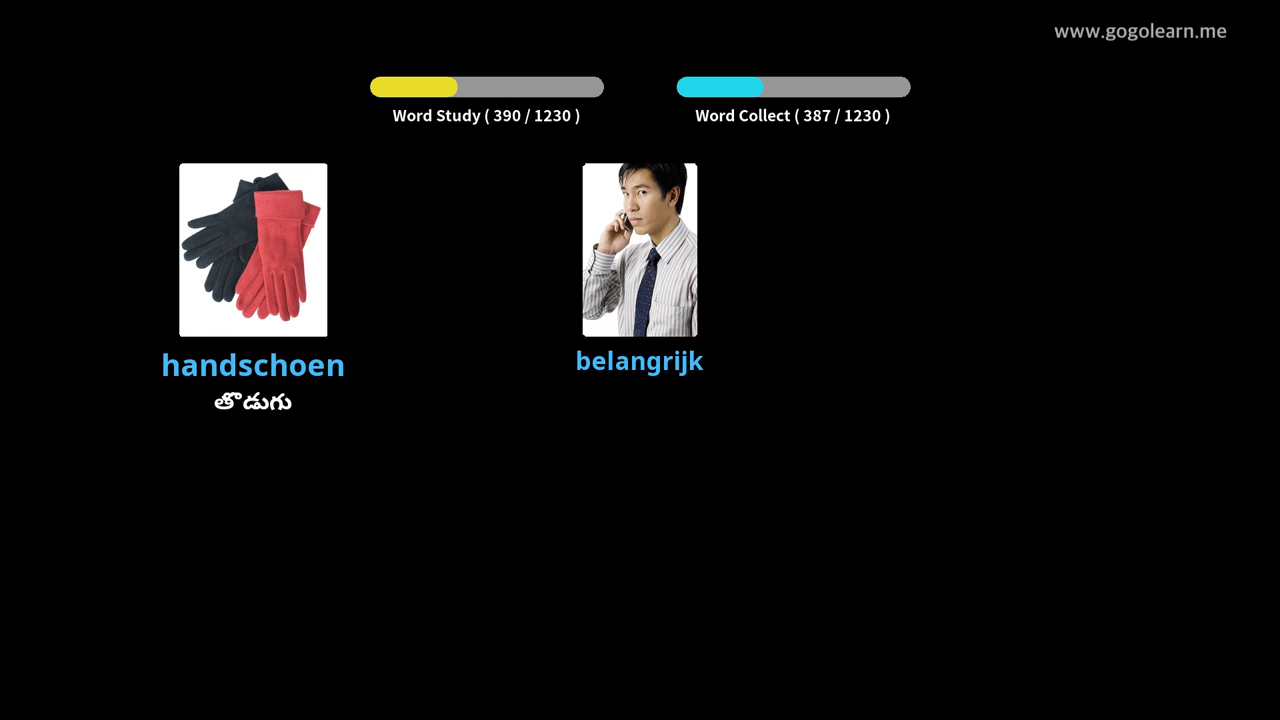 www.gogolearn.me
Word Study ( 390 / 1230 )
Word Collect ( 387 / 1230 )
handschoen
తొడుగు
belangrijk